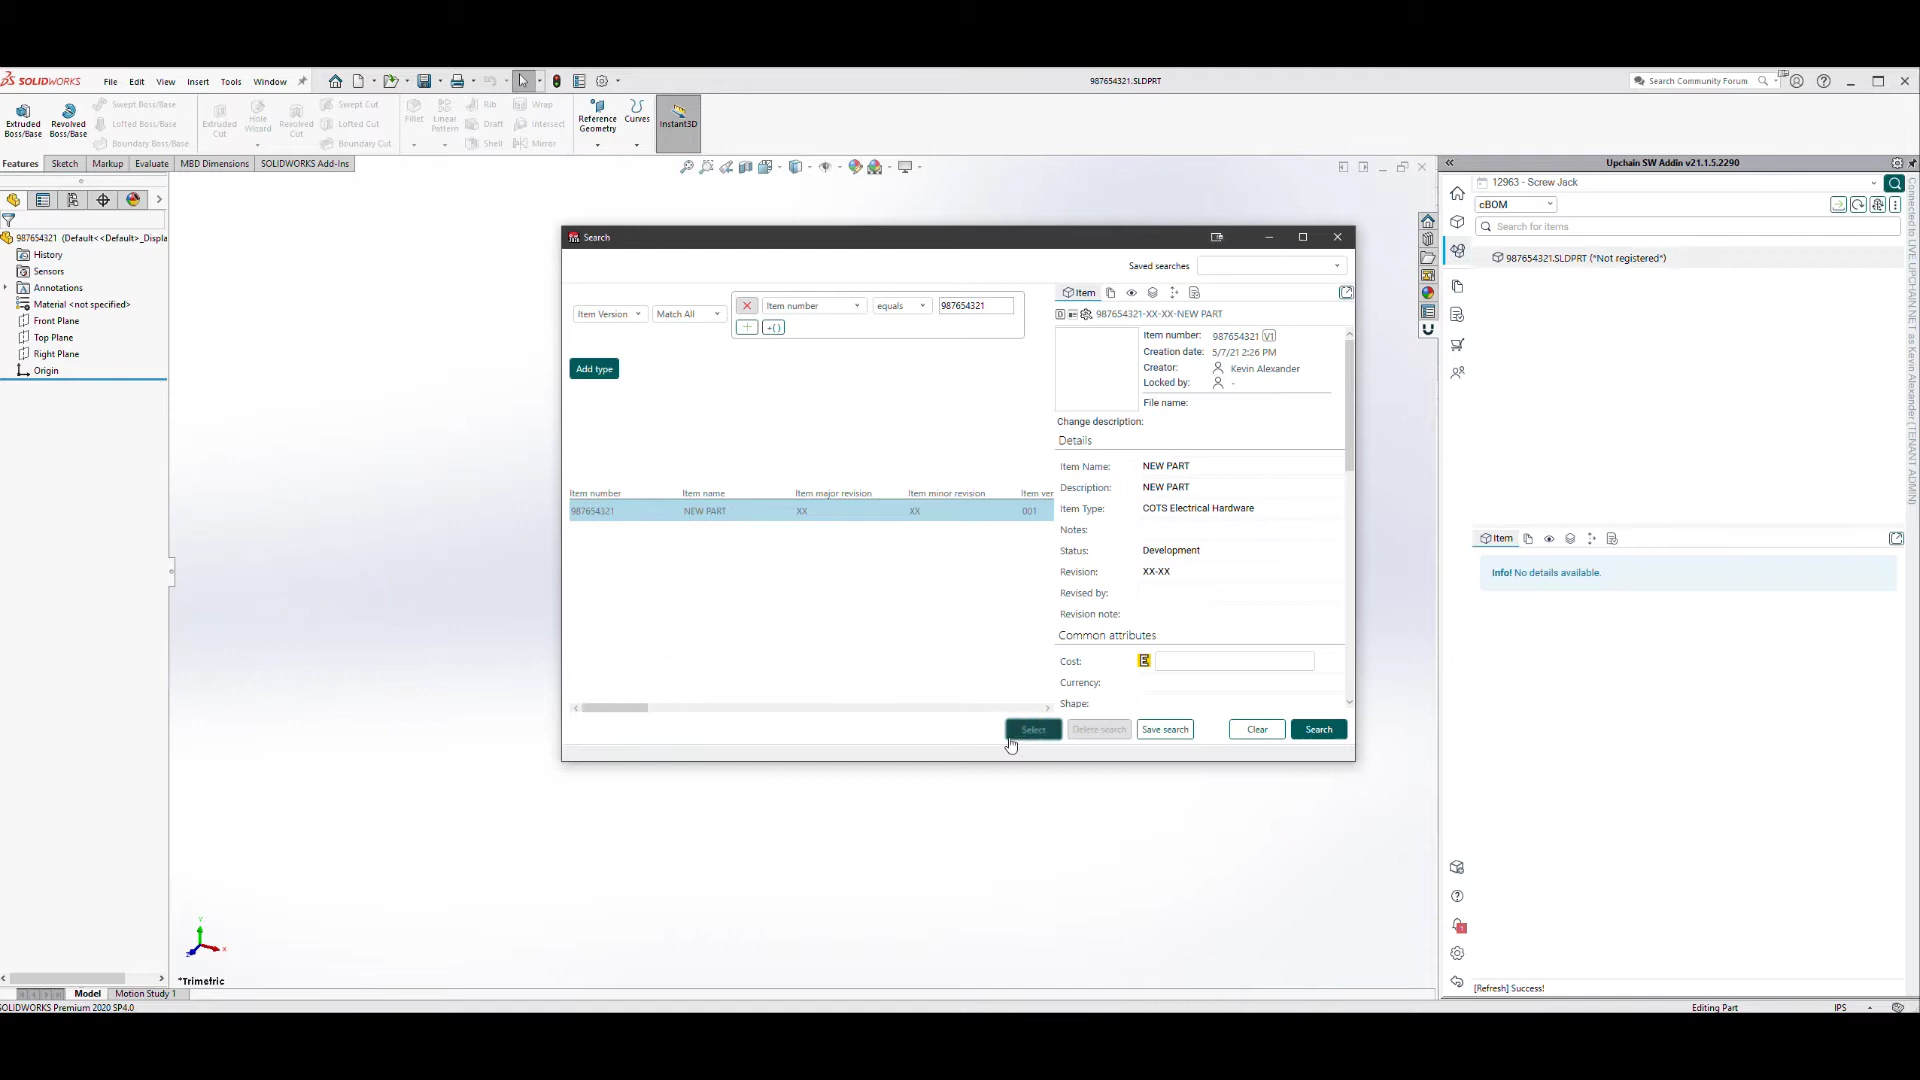 SOLIDWORKS File Edit View Insert Tools Window 987654321.SLDPRT Search Community Forum
Extruded Boss/Base
Revolved Boss/Base
Swept Boss/Base
Lofted Boss/Base
Boundary Boss/Base
Extruded Cut
Hole Wizard
Revolved Cut
Swept Cut
Lofted Cut
Boundary Cut
Fillet
Linear Pattern
Rib
Draft
Shell
Wrap
Intersect
Mirror
Reference Geometry
Curves
Instant3D
Features Sketch Markup Evaluate MBD Dimensions SOLIDWORKS Add-Ins
987654321 (Default<<Default>_Displa
History
Sensors
Annotations
Material <not specified>
Front Plane
Top Plane
Right Plane
Origin
Search
Saved searches
Item Version Match All Item number equals 987654321
+()
Add type
Item number Item name Item major revision Item minor revision Item ver
987654321 NEW PART XX XX 001
Item
987654321-XX-XX-NEW PART
Item number: 987654321 V1
Creation date: 5/7/21 2:26 PM
Creator: Kevin Alexander
Locked by: -
File name:
Change description:
Details
Item Name: NEW PART
Description: NEW PART
Item Type: COTS Electrical Hardware
Notes:
Status: Development
Revision: XX-XX
Revised by:
Revision note:
Common attributes
Cost: E
Currency:
Shape:
Select Delete search Save search Clear Search
Upchain SW Addin v21.1.5.2290
12963 - Screw Jack
cBOM
Search for Items
987654321.SLDPRT (*Not registered*)
Item
Info! No details available.
Connected to LIVE.UPCHAIN.NET as Kevin Alexander (TENANT ADMIN)
1
[Refresh] Success!
Y
X
Z
*Trimetric
Model Motion Study 1
SOLIDWORKS Premium 2020 SP4.0 Editing Part IPS